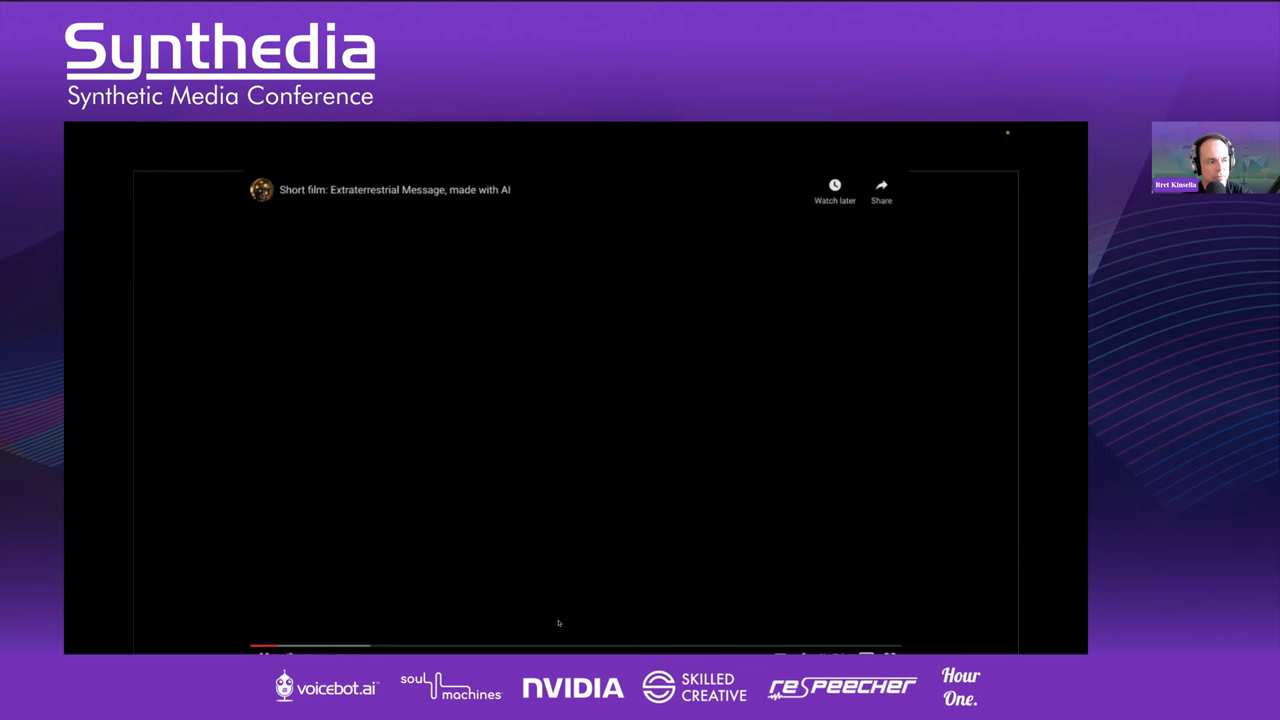 Synthedia
Synthetic Media Conference
Short film: Extraterrestrial Message, made with AI
Watch later
Share
Bret Kinsella
voicebot.ai
soul machines
NVIDIA
SKILLED CREATIVE
reSPEECHER
Hour One.